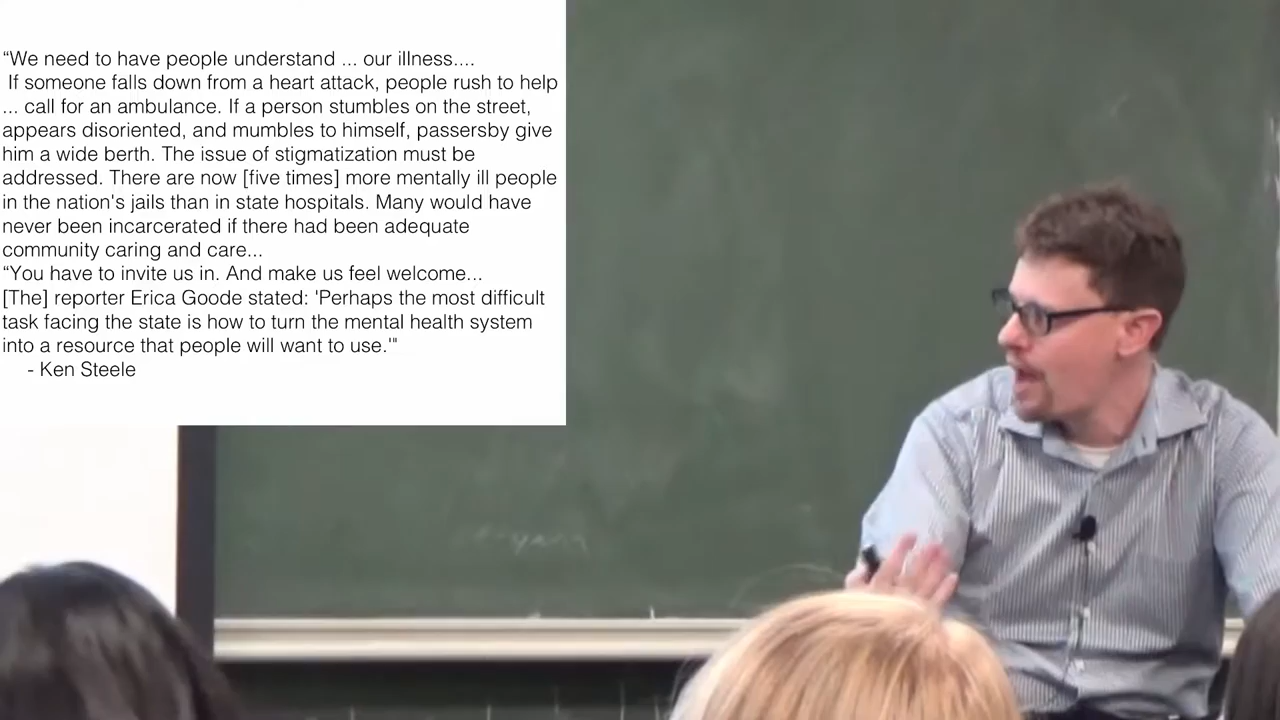 “We need to have people understand ... our illness....
If someone falls down from a heart attack, people rush to help
... call for an ambulance. If a person stumbles on the street,
appears disoriented, and mumbles to himself, passersby give
him a wide berth. The issue of stigmatization must be
addressed. There are now [five times] more mentally ill people
in the nation's jails than in state hospitals. Many would have
never been incarcerated if there had been adequate
community caring and care...
“You have to invite us in. And make us feel welcome...
[The] reporter Erica Goode stated: 'Perhaps the most difficult
task facing the state is how to turn the mental health system
into a resource that people will want to use.'"
- Ken Steele